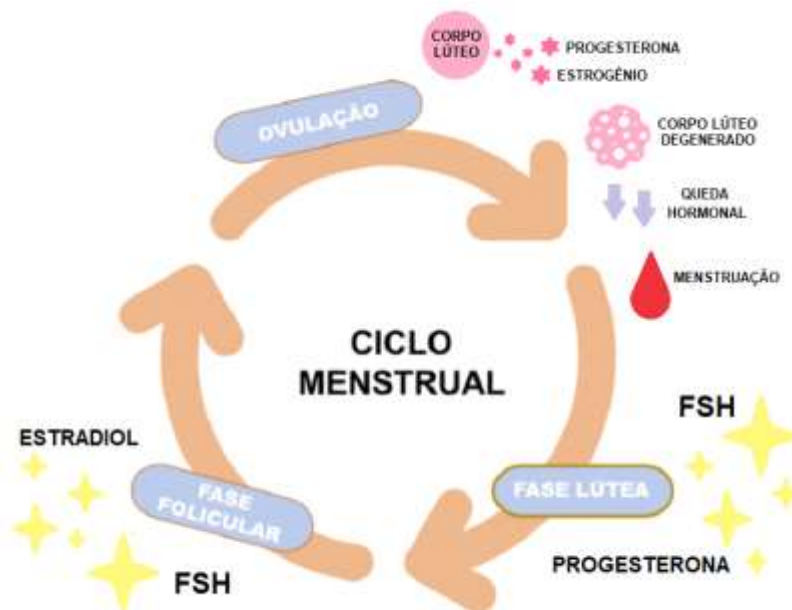 CORPO
LÚTEO
PROGESTERONA
ESTROGÊNIO
OVULAÇÃO
CORPO LÚTEO
DEGENERADO
QUEDA
HORMONAL
MENSTRUAÇÃO
CICLO
MENSTRUAL
FSH
ESTRADIOL
FASE
FOLICULAR
FASE LÚTEA
PROGESTERONA
FSH